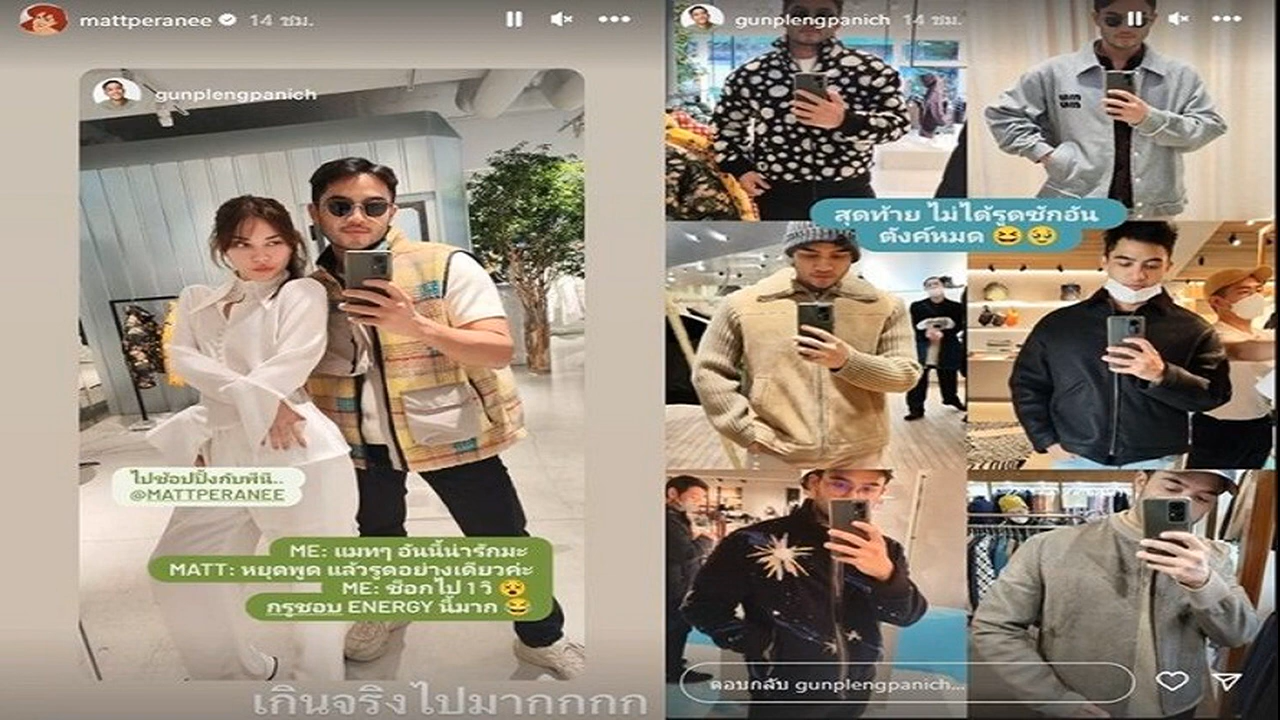 mattperanee 14 ชม.
gunplengpanich
ไปช้อปปิ้งกับพี่นี..
@MATTPERANEE
ME: แมทๆ อันนี้น่ารักมะ
MATT: หยุดพูด แล้วรูดอย่างเดียวค่ะ
ME: ช็อกไป 1 วิ 😵
กรูชอบ ENERGY นี้มาก 😂
เกินจริงไปมากกกก
gunplengpanich 14 ชม.
สุดท้าย ไม่ได้รูดซักอัน
ตังค์หมด 😆🥺
ตอบกลับ gunplengpanich...